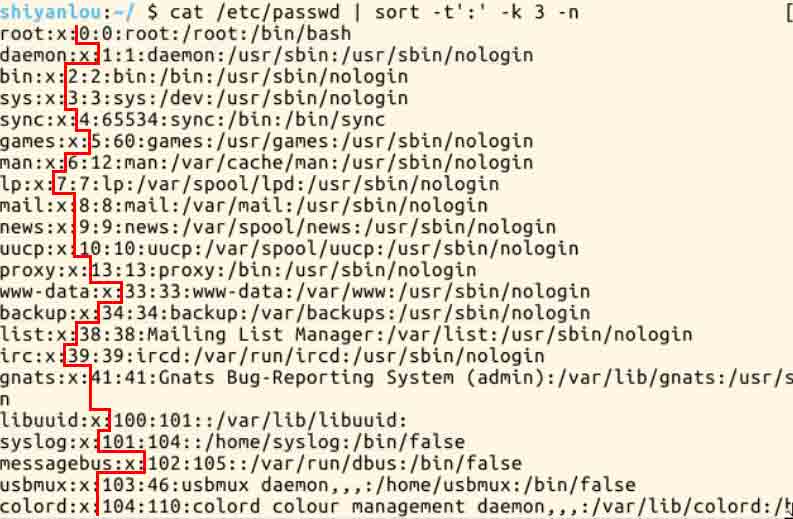 shiyanlou:~/ $ cat /etc/passwd | sort -t':' -k 3 -n [
root:x:0:0:root:/root:/bin/bash
daemon:x:1:1:daemon:/usr/sbin:/usr/sbin/nologin
bin:x:2:2:bin:/bin:/usr/sbin/nologin
sys:x:3:3:sys:/dev:/usr/sbin/nologin
sync:x:4:65534:sync:/bin:/bin/sync
games:x:5:60:games:/usr/games:/usr/sbin/nologin
man:x:6:12:man:/var/cache/man:/usr/sbin/nologin
lp:x:7:7:lp:/var/spool/lpd:/usr/sbin/nologin
mail:x:8:8:mail:/var/mail:/usr/sbin/nologin
news:x:9:9:news:/var/spool/news:/usr/sbin/nologin
uucp:x:10:10:uucp:/var/spool/uucp:/usr/sbin/nologin
proxy:x:13:13:proxy:/bin:/usr/sbin/nologin
www-data:x:33:33:www-data:/var/www:/usr/sbin/nologin
backup:x:34:34:backup:/var/backups:/usr/sbin/nologin
list:x:38:38:Mailing List Manager:/var/list:/usr/sbin/nologin
irc:x:39:39:ircd:/var/run/ircd:/usr/sbin/nologin
gnats:x:41:41:Gnats Bug-Reporting System (admin):/var/lib/gnats:/usr/s
n
libuuid:x:100:101::/var/lib/libuuid:
syslog:x:101:104::/home/syslog:/bin/false
messagebus:x:102:105::/var/run/dbus:/bin/false
usbmux:x:103:46:usbmux daemon,,,:/home/usbmux:/bin/false
colord:x:104:110:colord colour management daemon,,,:/var/lib/colord:/b